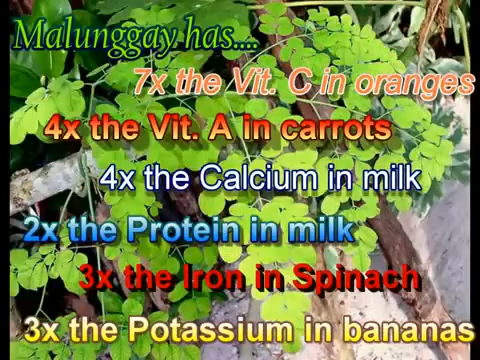 Malunggay has....
7x the Vit. C in oranges
4x the Vit. A in carrots
4x the Calcium in milk
2x the Protein in milk
3x the Iron in Spinach
3x the Potassium in bananas